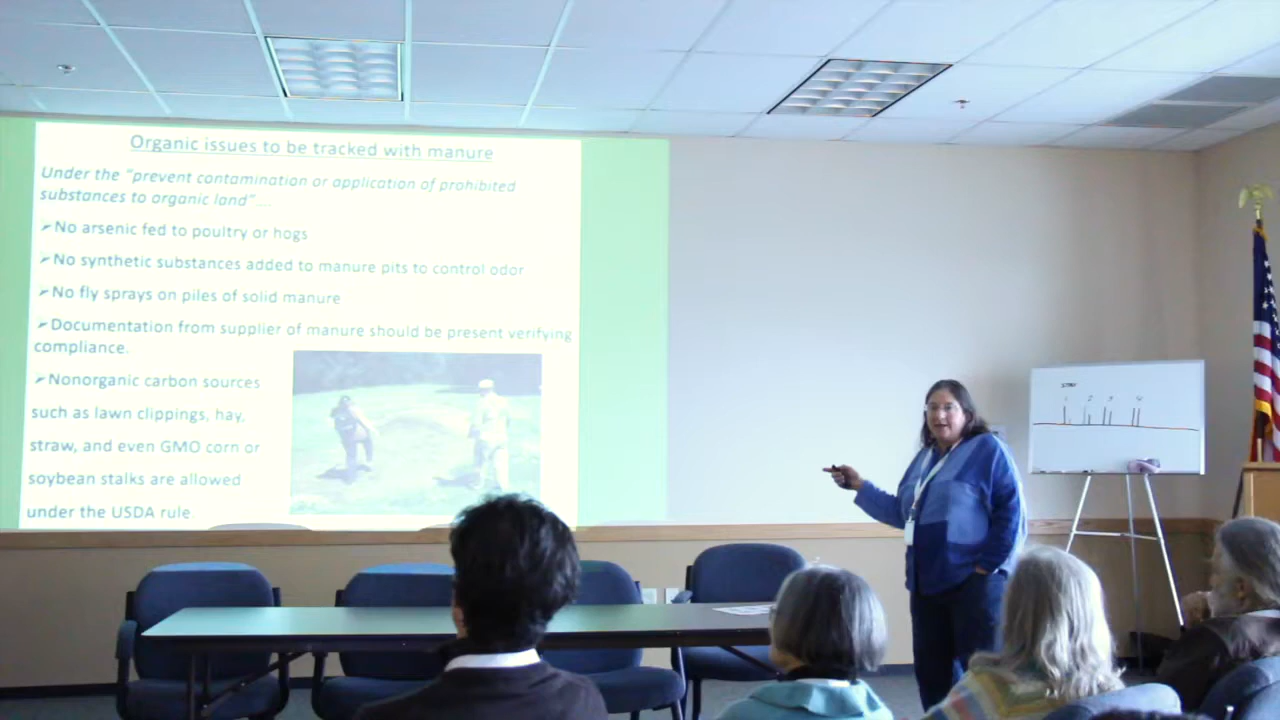 Organic issues to be tracked with manure
Under the "prevent contamination or application of prohibited
substances to organic land"...
➢No arsenic fed to poultry or hogs
➢No synthetic substances added to manure pits to control odor
➢No fly sprays on piles of solid manure
➢Documentation from supplier of manure should be present verifying
compliance.
➢Nonorganic carbon sources
such as lawn clippings, hay,
straw, and even GMO corn or
soybean stalks are allowed
under the USDA rule.
1 2 3